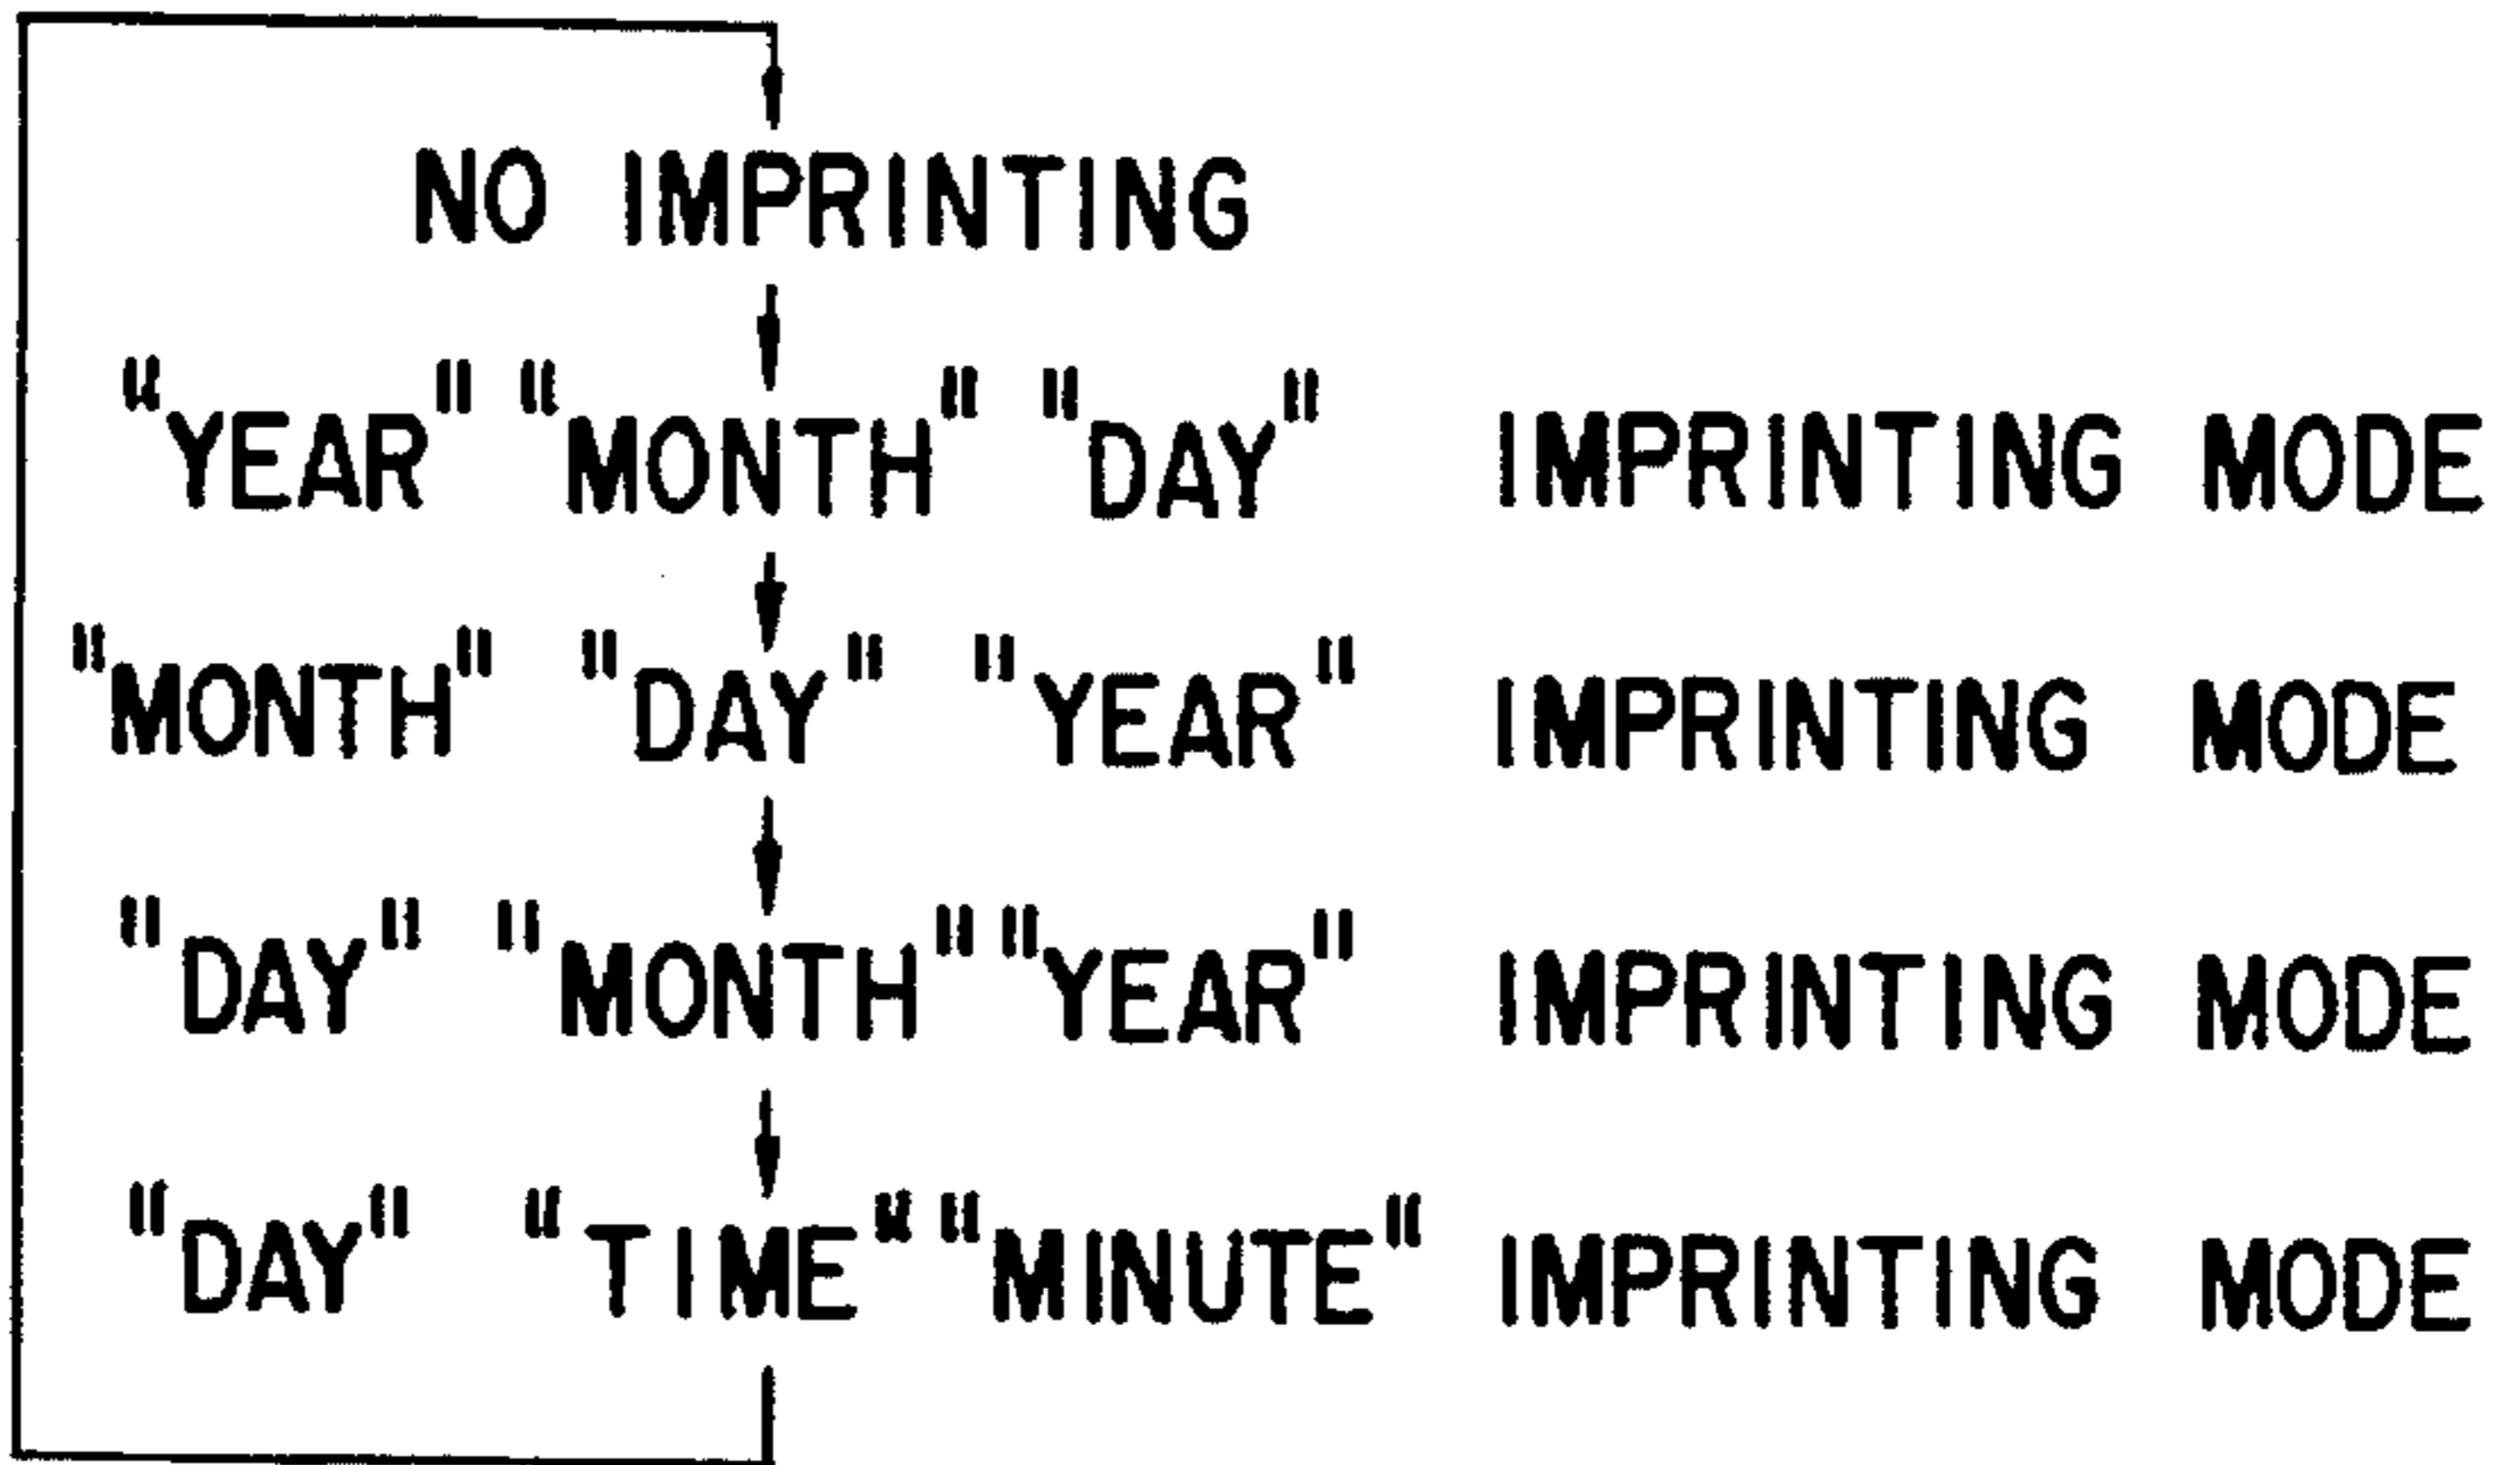 NO IMPRINTING
"YEAR" "MONTH" "DAY" IMPRINTING MODE
"MONTH" "DAY" "YEAR" IMPRINTING MODE
"DAY" "MONTH" "YEAR" IMPRINTING MODE
"DAY" "TIME" "MINUTE" IMPRINTING MODE